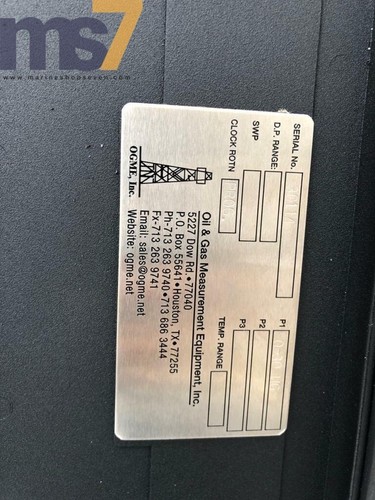 ms7
www.marineshopseven.com
SERIAL No.
D.P. RANGE:
SWP
CLOCK ROTN
P1
P2
P3
TEMP. RANGE
OGME, Inc.
Oil & Gas Measurement Equipment, Inc.
5227 Dow Rd.•77040
P.O. Box 55641•Houston, TX•77255
Ph-713 263 9740•713 686 3444
Fx-713 263 9741
Email: sales@ogme.net
Website: ogme.net